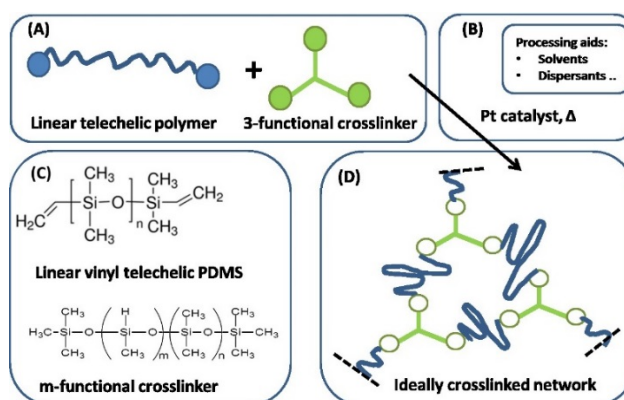 (A)
Linear telechelic polymer
+
3-functional crosslinker
(B)
Processing aids:
• Solvents
• Dispersants ..
Pt catalyst, Δ
(C)
CH₃ CH₃
H₂C Si O Si CH₂
CH₃ n CH₃
Linear vinyl telechelic PDMS
CH₃ H CH₃ CH₃
H₃C—Si—O Si—O Si—O Si—CH₃
CH₃ CH₃ m CH₃ n CH₃
m-functional crosslinker
(D)
Ideally crosslinked network